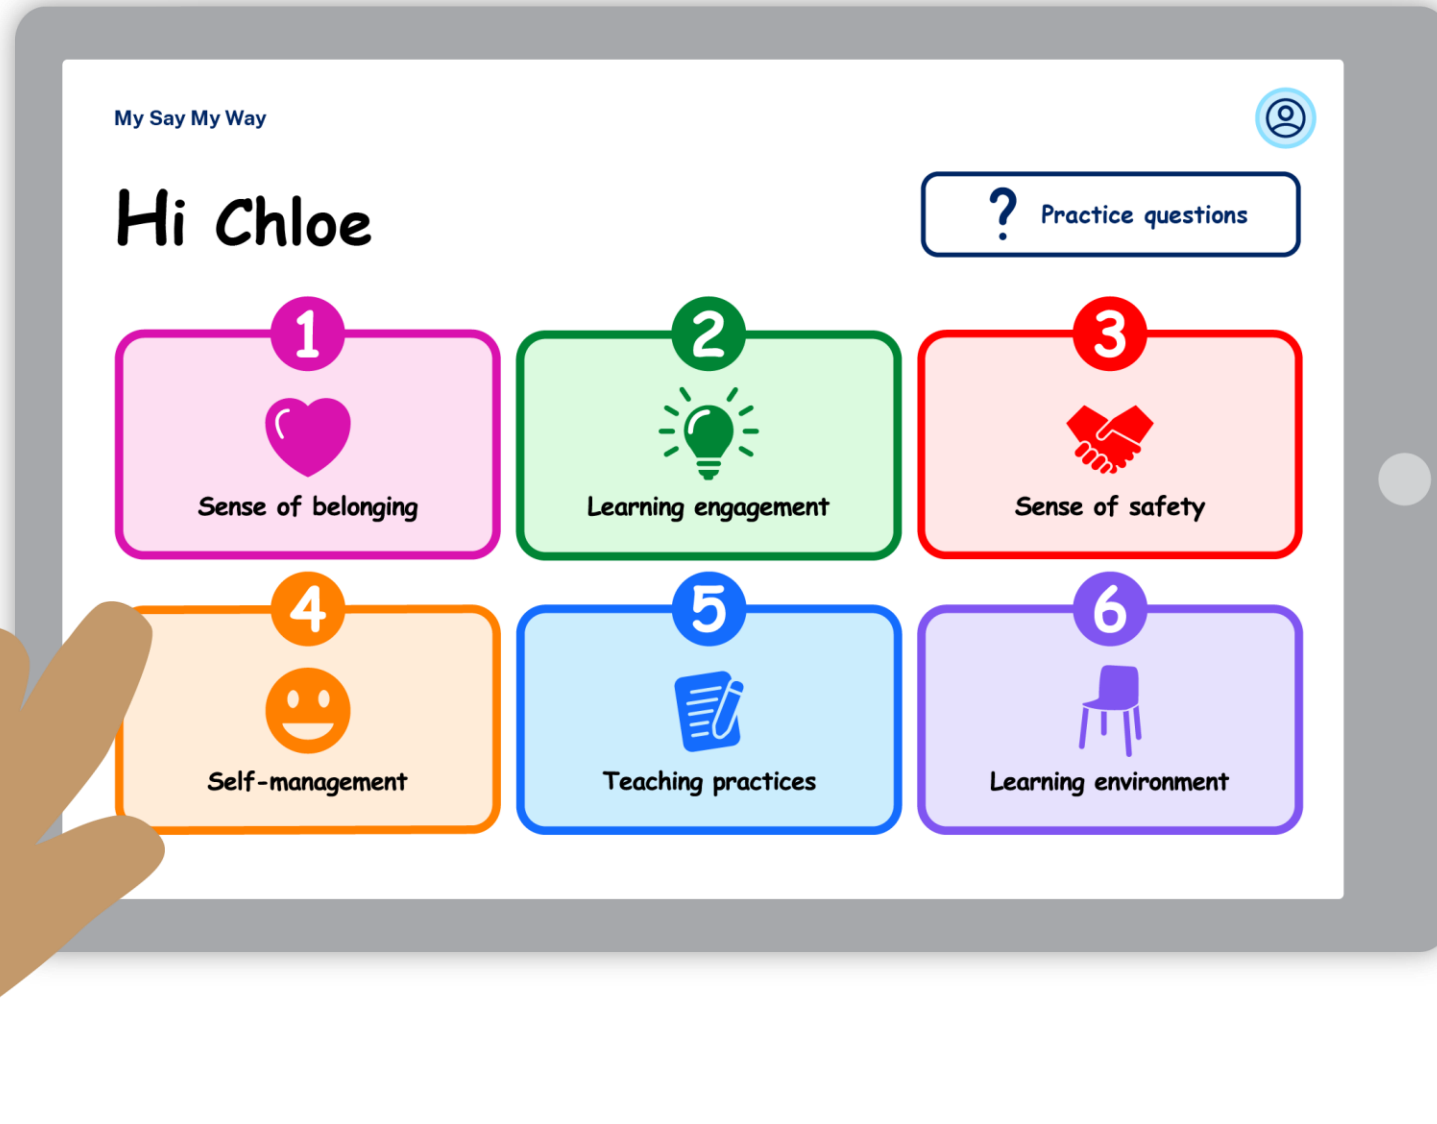 My Say My Way
Hi Chloe
? Practice questions
1
2
3
Sense of belonging
Learning engagement
Sense of safety
4
5
6
Self-management
Teaching practices
Learning environment